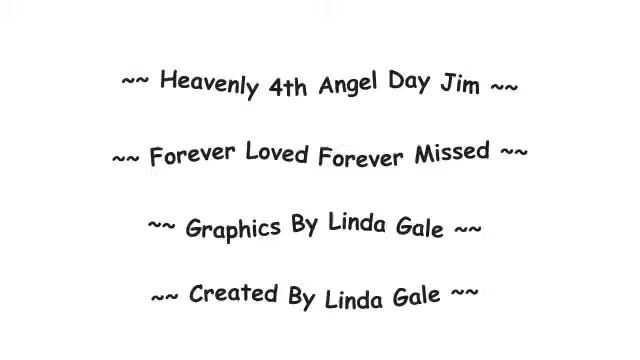 ~~ Heavenly 4th Angel Day Jim ~~
~~ Forever Loved Forever Missed ~~
~~ Graphics By Linda Gale ~~
~~ Created By Linda Gale ~~